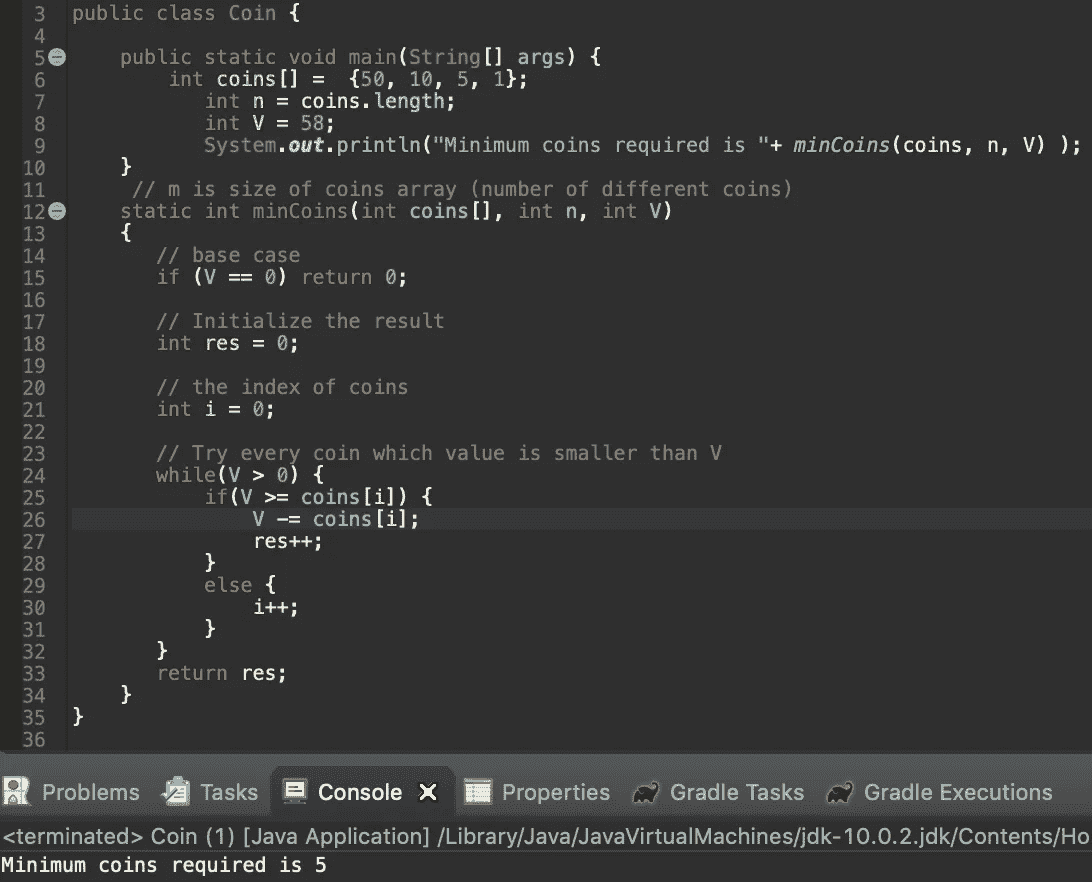 3 public class Coin {
4
5 public static void main(String[] args) {
6 int coins[] =  {50, 10, 5, 1};
7 int n = coins.length;
8 int V = 58;
9 System.out.println("Minimum coins required is "+ minCoins(coins, n, V) );
10 }
11 // m is size of coins array (number of different coins)
12 static int minCoins(int coins[], int n, int V)
13 {
14 // base case
15 if (V == 0) return 0;
16
17 // Initialize the result
18 int res = 0;
19
20 // the index of coins
21 int i = 0;
22
23 // Try every coin which value is smaller than V
24 while(V > 0) {
25 if(V >= coins[i]) {
26 V -= coins[i];
27 res++;
28 }
29 else {
30 i++;
31 }
32 }
33 return res;
34 }
35 }
36
Problems Tasks Console Properties Gradle Tasks Gradle Executions
<terminated> Coin (1) [Java Application] /Library/Java/JavaVirtualMachines/jdk-10.0.2.jdk/Contents/Ho
Minimum coins required is 5